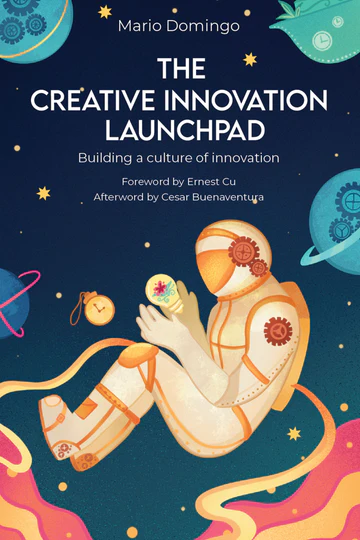 Mario Domingo
THE
CREATIVE INNOVATION
LAUNCHPAD
Building a culture of innovation
Foreword by Ernest Cu
Afterword by Cesar Buenaventura